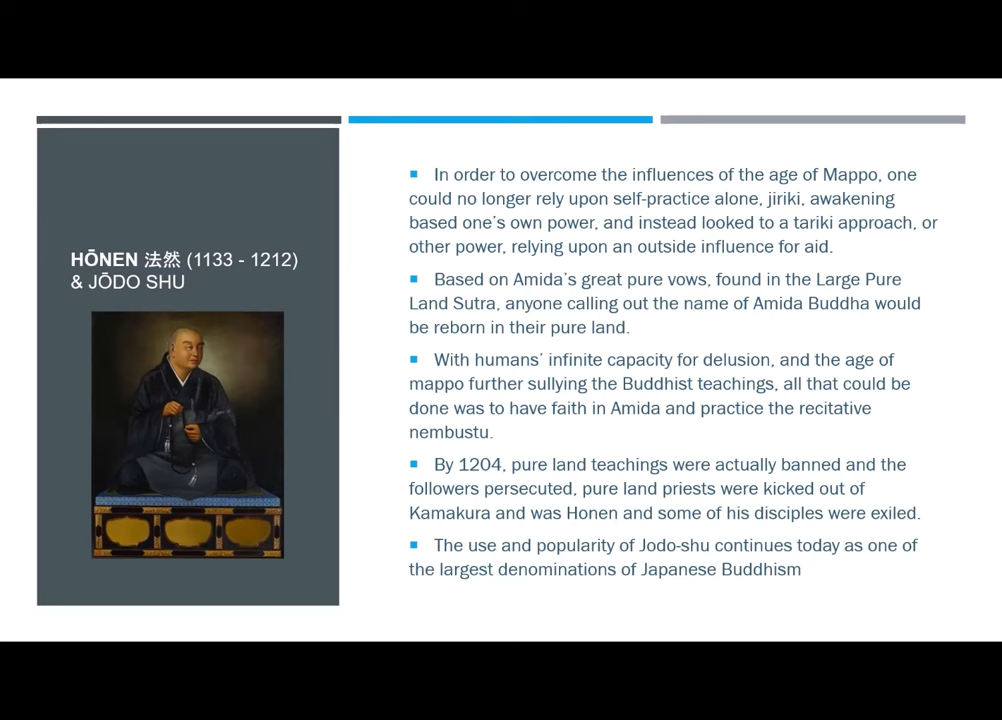 HŌNEN 法然 (1133 - 1212)
& JŌDO SHU
▪ In order to overcome the influences of the age of Mappo, one
could no longer rely upon self-practice alone, jiriki, awakening
based one's own power, and instead looked to a tariki approach, or
other power, relying upon an outside influence for aid.
▪ Based on Amida's great pure vows, found in the Large Pure
Land Sutra, anyone calling out the name of Amida Buddha would
be reborn in their pure land.
▪ With humans' infinite capacity for delusion, and the age of
mappo further sullying the Buddhist teachings, all that could be
done was to have faith in Amida and practice the recitative
nembustu.
▪ By 1204, pure land teachings were actually banned and the
followers persecuted, pure land priests were kicked out of
Kamakura and was Honen and some of his disciples were exiled.
▪ The use and popularity of Jodo-shu continues today as one of
the largest denominations of Japanese Buddhism